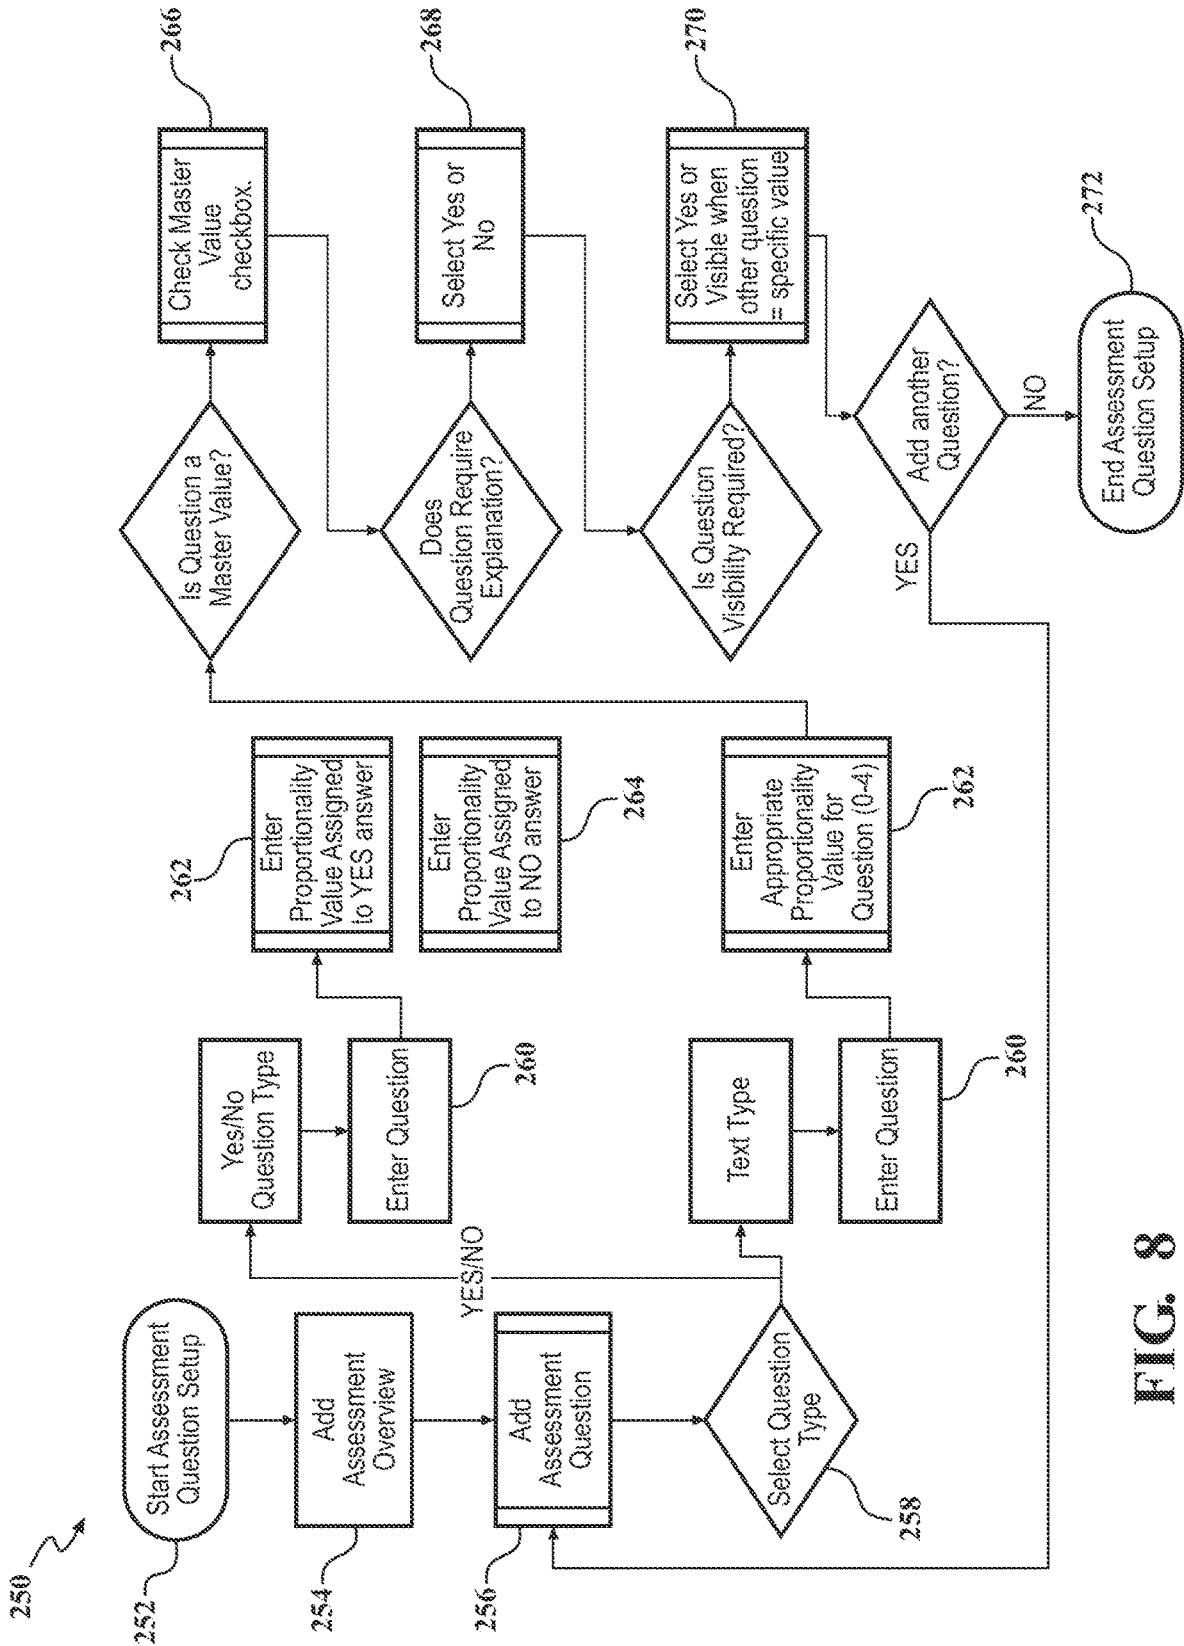 250
252
Start Assessment
Question Setup
254
Add
Assessment
Overview
256
Add
Assessment
Question
258
Select Question
Type
YES/NO
Yes/No
Question Type
Enter Question
260
Text Type
Enter Question
260
262
Enter
Proportionality
Value Assigned
to YES answer
Enter
Proportionality
Value Assigned
to NO answer
264
Enter
Appropriate
Proportionality
Value for
Question (0-4)
262
Is Question a
Master Value?
Check Master
Value
checkbox.
266
Does
Question Require
Explanation?
Select Yes or
No
268
Is Question
Visibility Required?
Select Yes or
Visible when
other question
= specific value
270
Add another
Question?
YES
NO
End Assessment
Question Setup
272
FIG. 8